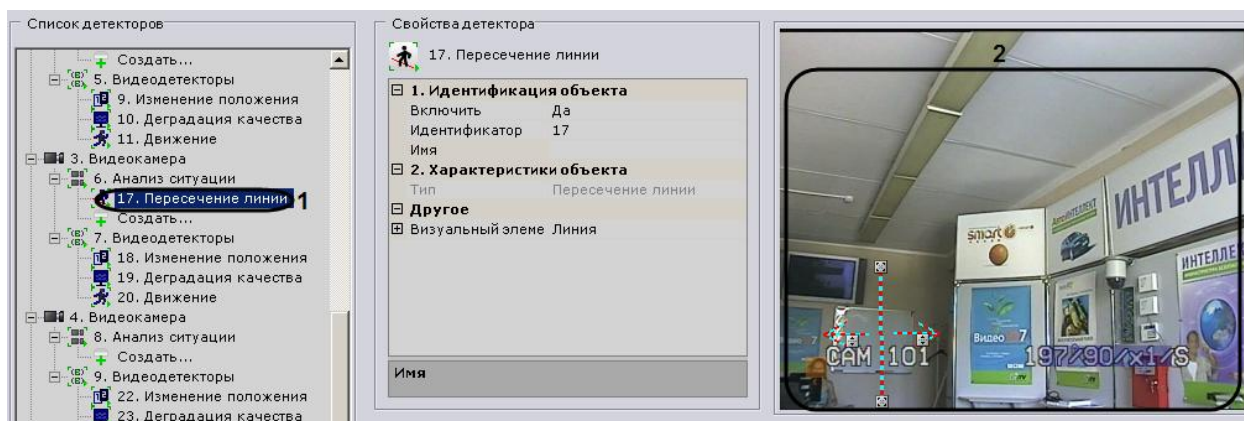 Список детекторов
Создать...
5. Видеодетекторы
9. Изменение положения
10. Деградация качества
11. Движение
3. Видеокамера
6. Анализ ситуации
17. Пересечение линии
1
Создать...
7. Видеодетекторы
18. Изменение положения
19. Деградация качества
20. Движение
4. Видеокамера
8. Анализ ситуации
Создать...
9. Видеодетекторы
22. Изменение положения
23. Деградация качества
Свойства детектора
17. Пересечение линии
1. Идентификация объекта
Включить Да
Идентификатор 17
Имя
2. Характеристики объекта
Тип Пересечение линии
Другое
Визуальный элеме Линия
Имя
2
ИНТЕЛЛ
smart
ИНТЕЛЛЕ
Видео 7
CAM 101
197/90/x1/S